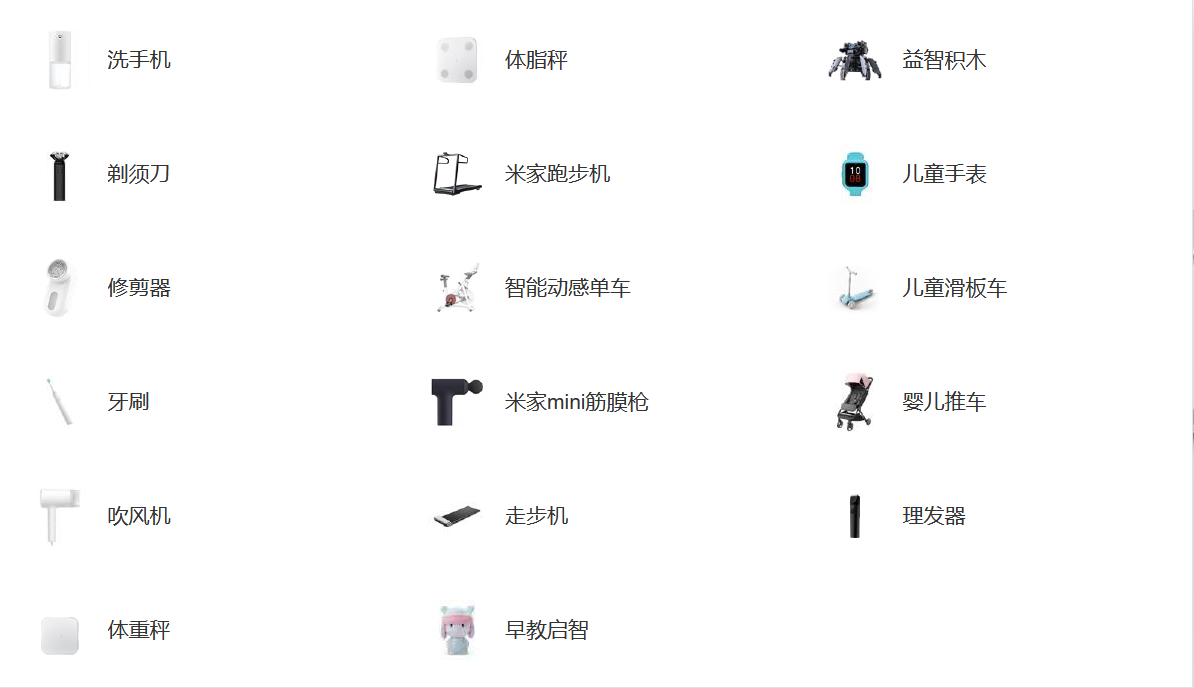 洗手机
体脂秤
益智积木
剃须刀
米家跑步机
儿童手表
修剪器
智能动感单车
儿童滑板车
牙刷
米家mini筋膜枪
婴儿推车
吹风机
走步机
理发器
体重秤
早教启智
10
08